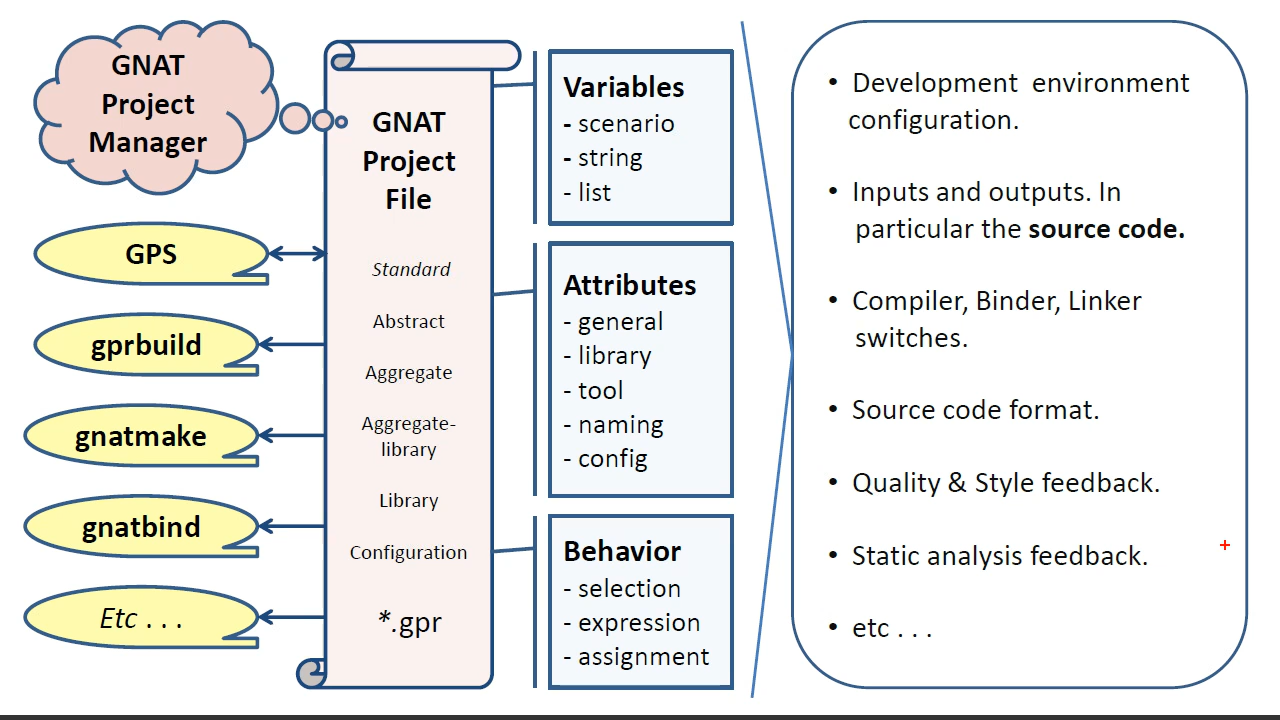 GNAT
Project
Manager
GPS
gprbuild
gnatmake
gnatbind
Etc . . .
GNAT
Project
File
Standard
Abstract
Aggregate
Aggregate-
library
Library
Configuration
*.gpr
Variables
- scenario
- string
- list
Attributes
- general
- library
- tool
- naming
- config
Behavior
- selection
- expression
- assignment
• Development environment
configuration.
• Inputs and outputs. In
particular the source code.
• Compiler, Binder, Linker
switches.
• Source code format.
• Quality & Style feedback.
• Static analysis feedback.
• etc . . .